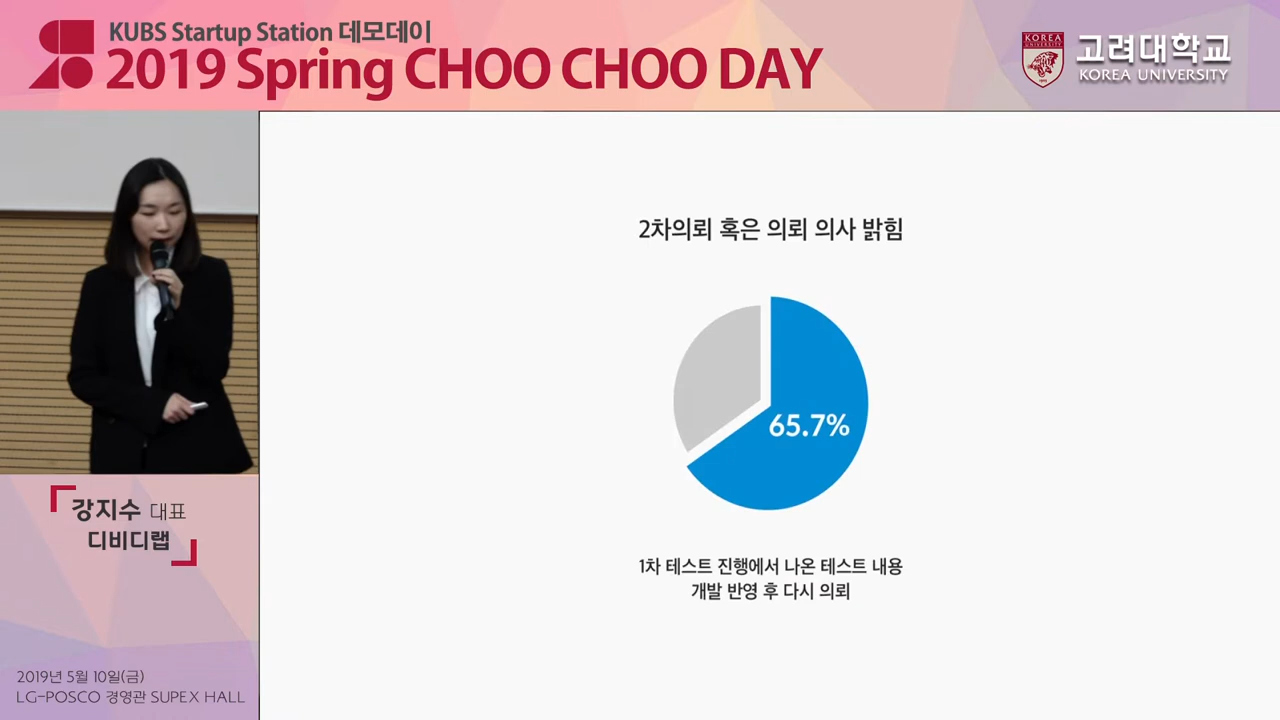 KUBS Startup Station 데모데이
2019 Spring CHOO CHOO DAY
KOREA
UNIVERSITY
고려대학교
KOREA UNIVERSITY
2차의뢰 혹은 의뢰 의사 밝힘
65.7%
1차 테스트 진행에서 나온 테스트 내용
개발 반영 후 다시 의뢰
강지수 대표
디비디랩
2019년 5월 10일(금)
LG-POSCO 경영관 SUPEX HALL